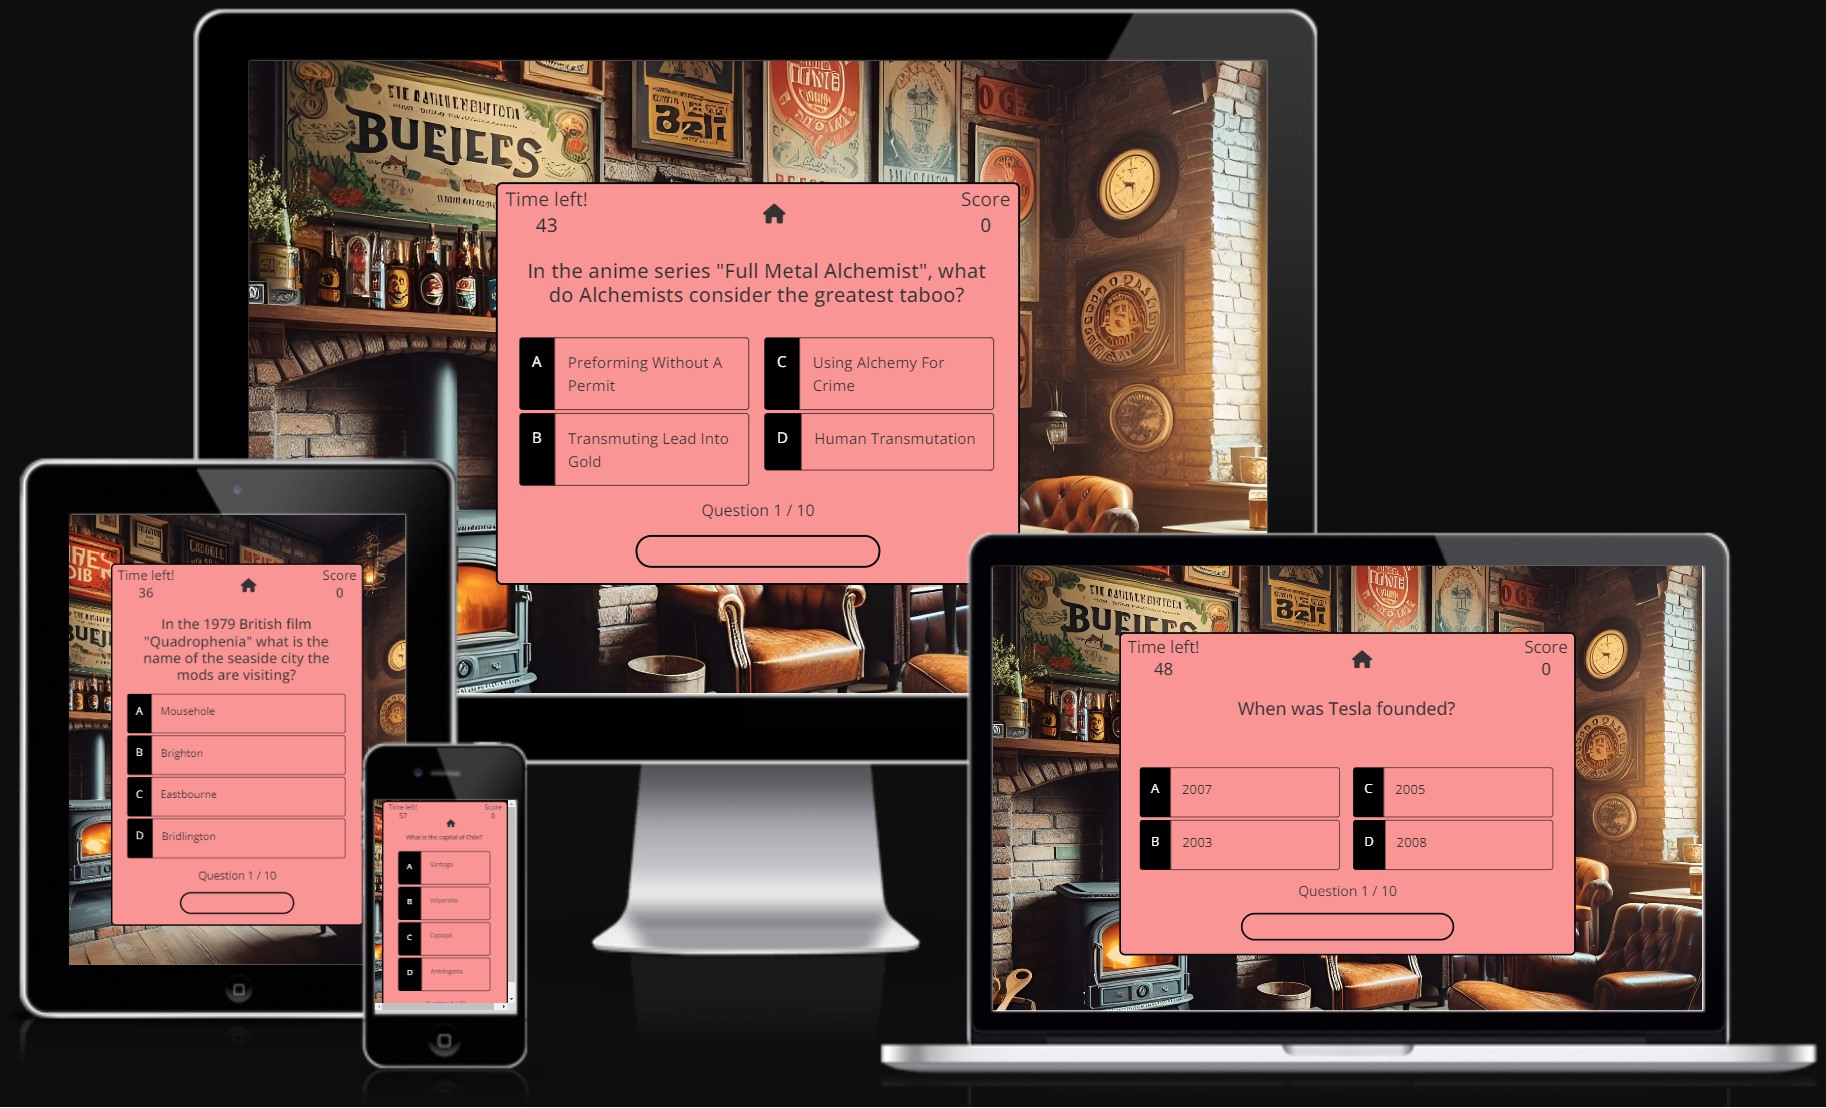 BUEIEES
Time left!
43
Score
0
In the anime series "Full Metal Alchemist", what
do Alchemists consider the greatest taboo?
A
Preforming Without A
Permit
C
Using Alchemy For
Crime
B
Transmuting Lead Into
Gold
D
Human Transmutation
Question 1 / 10
Time left!
36
Score
0
In the 1979 British film
"Quadrophenia" what is the
name of the seaside city the
mods are visiting?
A
Mousehole
B
Brighton
C
Eastbourne
D
Bridlington
Question 1 / 10
Time left!
57
Score
0
What is the capital of Chile?
A
Santiago
B
Valparaíso
C
Copiapó
D
Antofagasta
Time left!
48
Score
0
When was Tesla founded?
A
2007
C
2005
B
2003
D
2008
Question 1 / 10